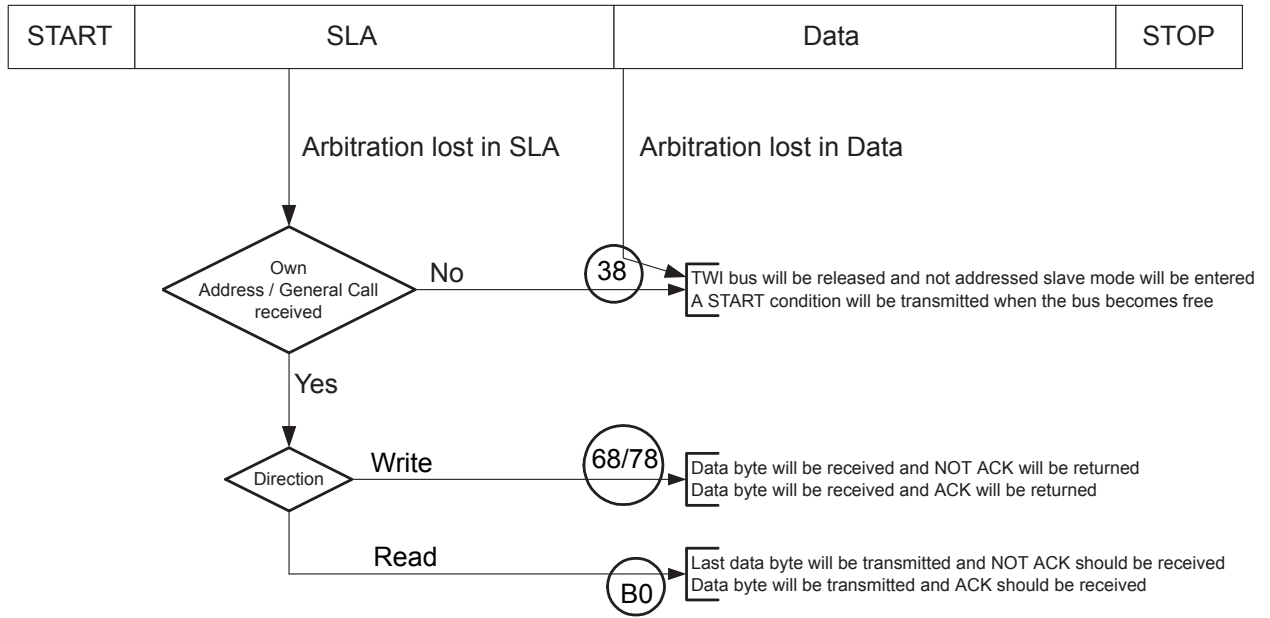 START
SLA
Data
STOP
Arbitration lost in SLA
Arbitration lost in Data
Own
Address / General Call
received
No
38
TWI bus will be released and not addressed slave mode will be entered
A START condition will be transmitted when the bus becomes free
Yes
Direction
Write
68/78
Data byte will be received and NOT ACK will be returned
Data byte will be received and ACK will be returned
Read
B0
Last data byte will be transmitted and NOT ACK should be received
Data byte will be transmitted and ACK should be received